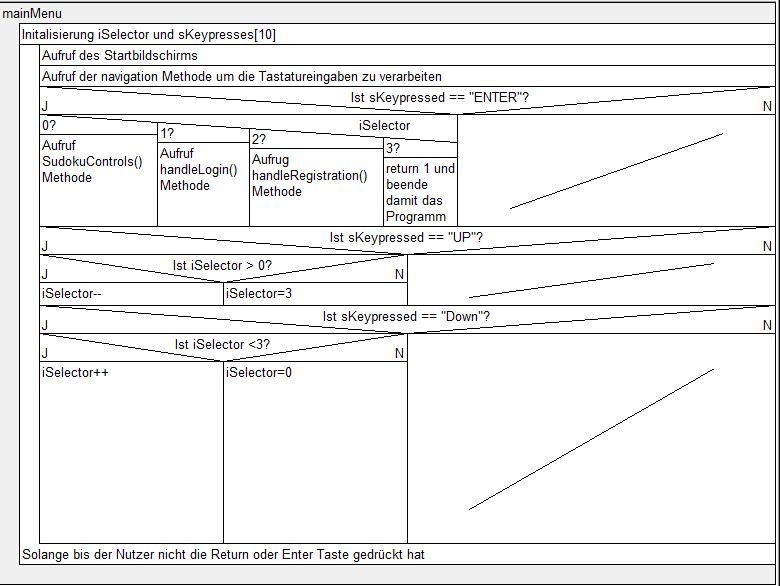 mainMenu
Initalisierung iSelector und sKeypresses[10]
Aufruf des Startbildschirms
Aufruf der navigation Methode um die Tastatureingaben zu verarbeiten
Ist sKeypressed == "ENTER"?
J
N
iSelector
0?
1?
2?
3?
Aufruf
SudokuControls()
Methode
Aufruf
handleLogin()
Methode
Aufrug
handleRegistration()
Methode
return 1 und
beende
damit das
Programm
Ist sKeypressed == "UP"?
J
N
Ist iSelector > 0?
J
N
iSelector--
iSelector=3
Ist sKeypressed == "Down"?
J
N
Ist iSelector <3?
J
N
iSelector++
iSelector=0
Solange bis der Nutzer nicht die Return oder Enter Taste gedrückt hat